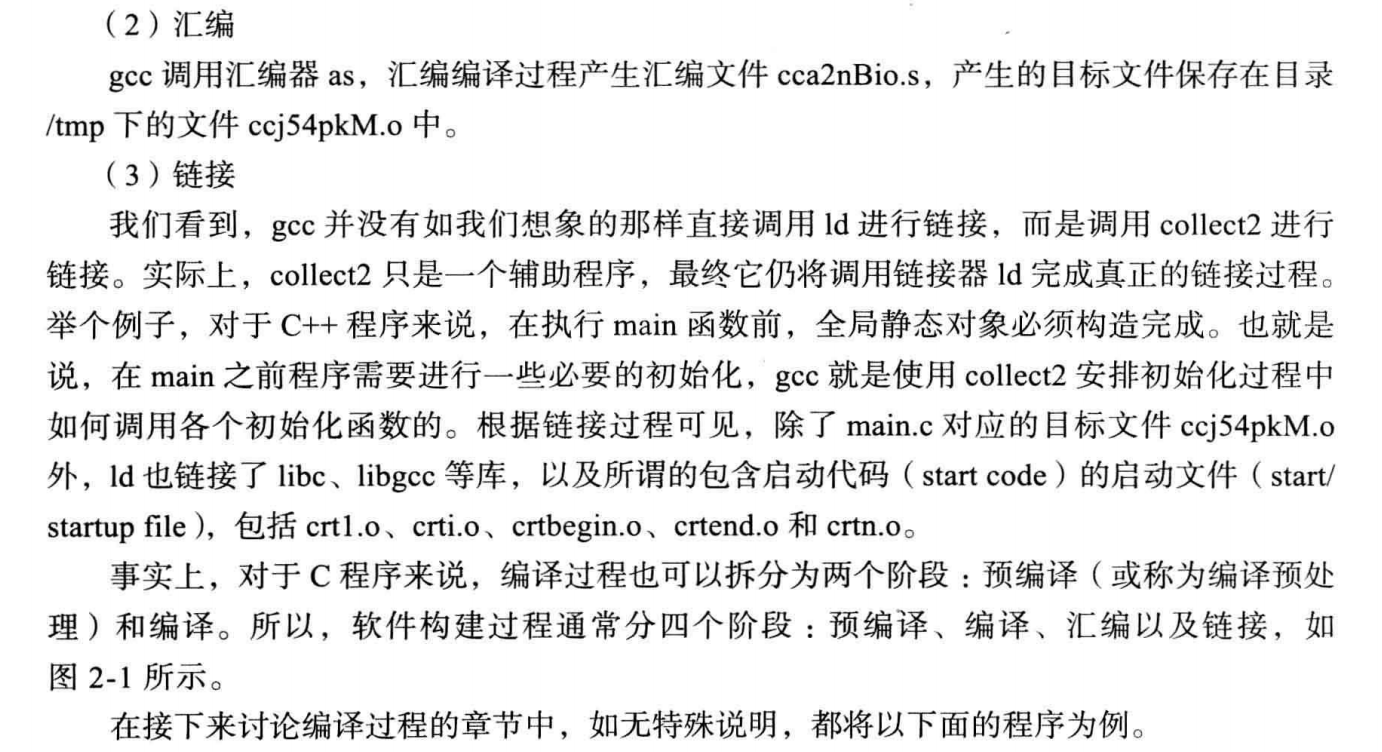 （2）汇编
gcc 调用汇编器 as，汇编编译过程产生汇编文件 cca2nBio.s，产生的目标文件保存在目录
/tmp 下的文件 ccj54pkM.o 中。
（3）链接
我们看到，gcc 并没有如我们想象的那样直接调用 ld 进行链接，而是调用 collect2 进行
链接。实际上，collect2 只是一个辅助程序，最终它仍将调用链接器 ld 完成真正的链接过程。
举个例子，对于 C++ 程序来说，在执行 main 函数前，全局静态对象必须构造完成。也就是
说，在 main 之前程序需要进行一些必要的初始化，gcc 就是使用 collect2 安排初始化过程中
如何调用各个初始化函数的。根据链接过程可见，除了 main.c 对应的目标文件 ccj54pkM.o
外，ld 也链接了 libc、libgcc 等库，以及所谓的包含启动代码（start code）的启动文件（start/
startup file），包括 crt1.o、crti.o、crtbegin.o、crtend.o 和 crtn.o。
事实上，对于 C 程序来说，编译过程也可以拆分为两个阶段：预编译（或称为编译预处
理）和编译。所以，软件构建过程通常分四个阶段：预编译、编译、汇编以及链接，如
图 2-1 所示。
在接下来讨论编译过程的章节中，如无特殊说明，都将以下面的程序为例。